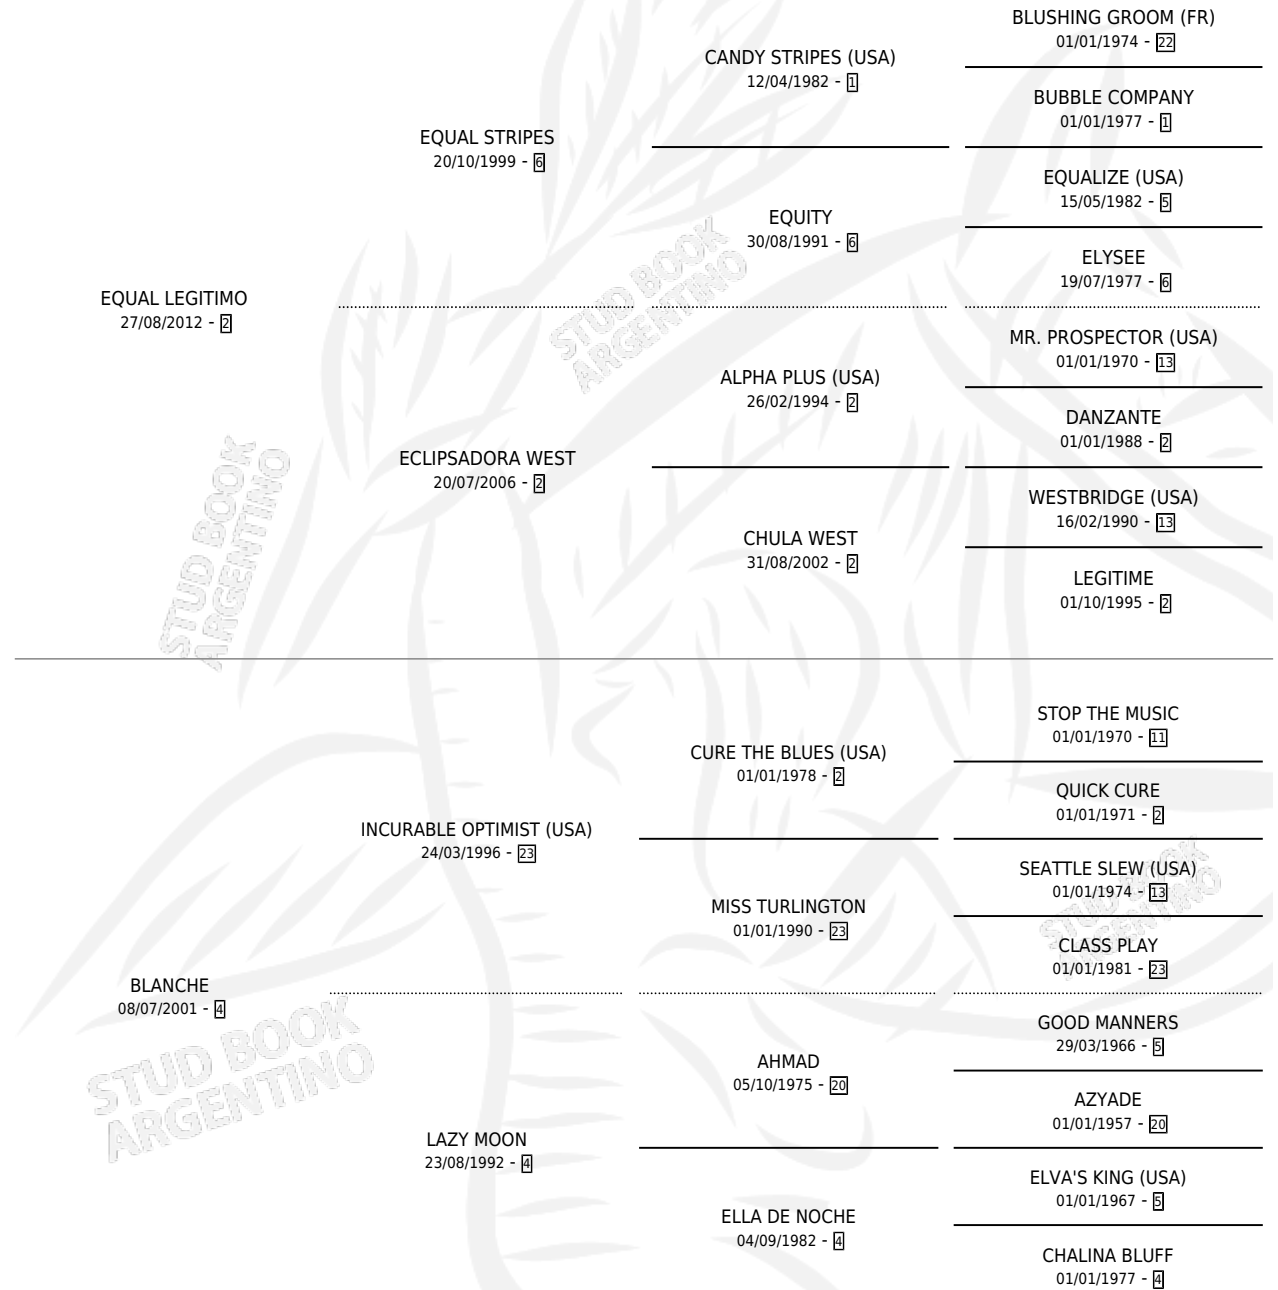 BLUSHING GROOM (FR)
01/01/1974 - 22
CANDY STRIPES (USA)
12/04/1982 - 1
BUBBLE COMPANY
01/01/1977 - 1
EQUAL STRIPES
20/10/1999 - 6
EQUALIZE (USA)
15/05/1982 - 5
EQUITY
30/08/1991 - 6
ELYSEE
19/07/1977 - 6
EQUAL LEGITIMO
27/08/2012 - 2
MR. PROSPECTOR (USA)
01/01/1970 - 13
ALPHA PLUS (USA)
26/02/1994 - 2
DANZANTE
01/01/1988 - 2
ECLIPSADORA WEST
20/07/2006 - 2
WESTBRIDGE (USA)
16/02/1990 - 13
CHULA WEST
31/08/2002 - 2
LEGITIME
01/10/1995 - 2
STUD BOOK
ARGENTINO
STUD BOOK
ARGENTINO
STOP THE MUSIC
01/01/1970 - 11
CURE THE BLUES (USA)
01/01/1978 - 2
QUICK CURE
01/01/1971 - 2
INCURABLE OPTIMIST (USA)
24/03/1996 - 23
SEATTLE SLEW (USA)
01/01/1974 - 13
MISS TURLINGTON
01/01/1990 - 23
CLASS PLAY
01/01/1981 - 23
BLANCHE
08/07/2001 - 4
GOOD MANNERS
29/03/1966 - 5
AHMAD
05/10/1975 - 20
AZYADE
01/01/1957 - 20
LAZY MOON
23/08/1992 - 4
ELVA'S KING (USA)
01/01/1967 - 5
ELLA DE NOCHE
04/09/1982 - 4
CHALINA BLUFF
01/01/1977 - 4
STUD BOOK
ARGENTINO
STUD BOOK
ARGENTINO